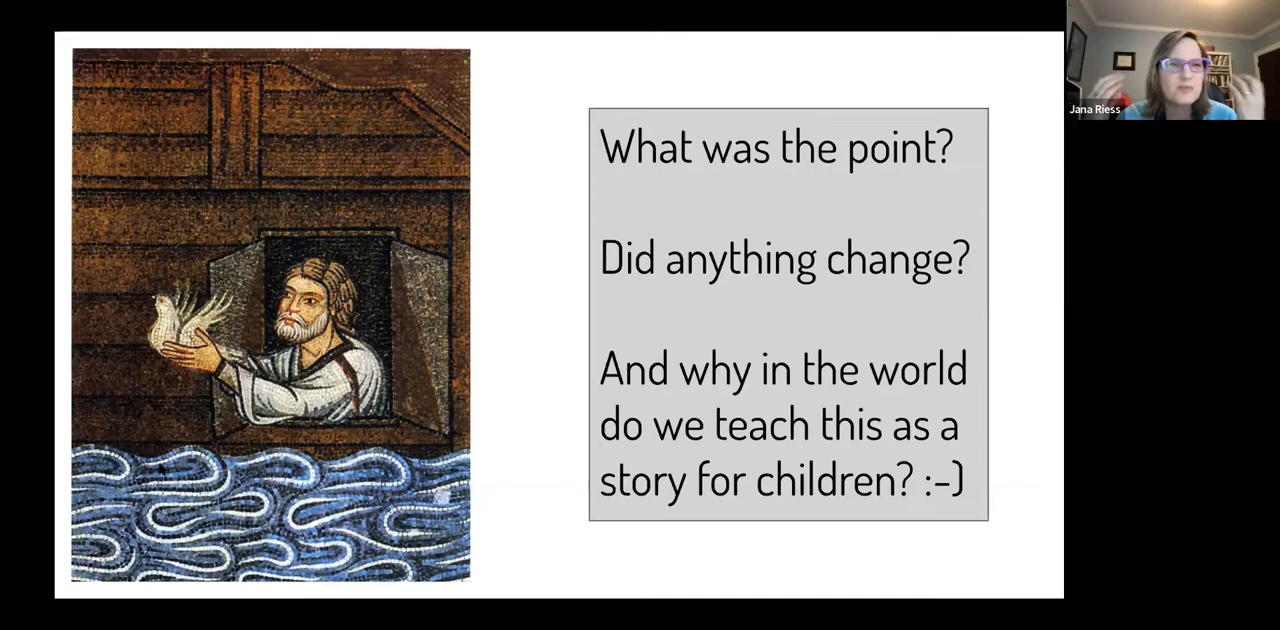 What was the point?
Did anything change?
And why in the world
do we teach this as a
story for children? :-)
Jana Riess